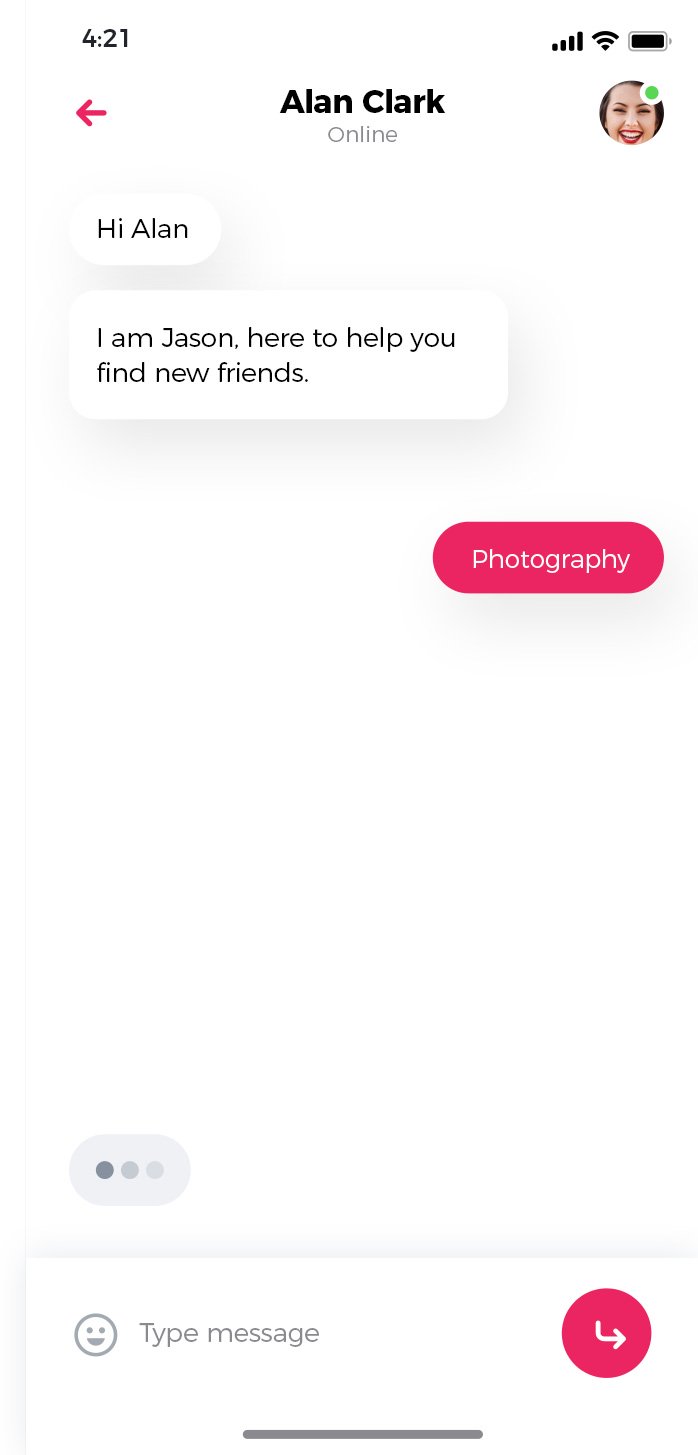 4:21
Alan Clark
Online
Hi Alan
I am Jason, here to help you
find new friends.
Photography
Type message